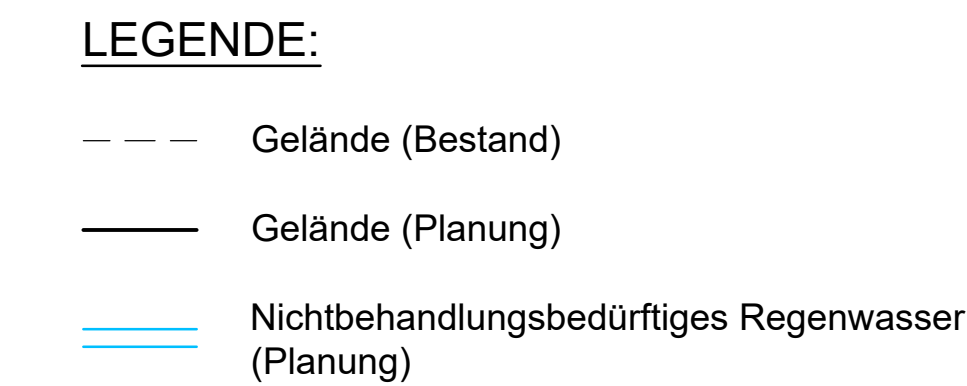 LEGENDE:
Gelände (Bestand)
Gelände (Planung)
Nichtbehandlungsbedürftiges Regenwasser
(Planung)